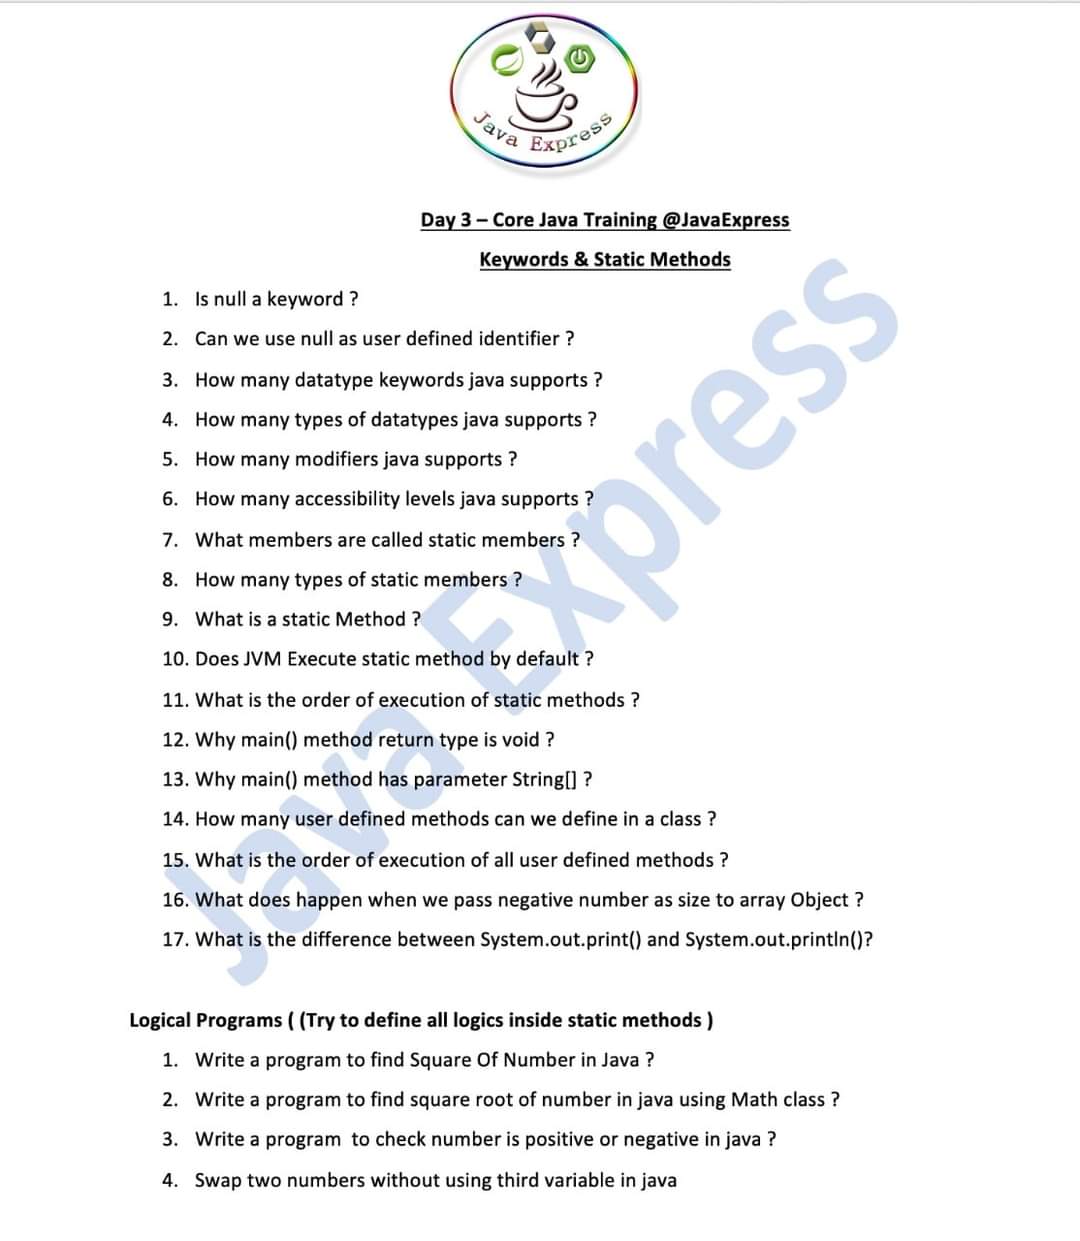 Java Express
Day 3 – Core Java Training @JavaExpress
Keywords & Static Methods
1. Is null a keyword ?
2. Can we use null as user defined identifier ?
3. How many datatype keywords java supports ?
4. How many types of datatypes java supports ?
5. How many modifiers java supports ?
6. How many accessibility levels java supports ?
7. What members are called static members ?
8. How many types of static members ?
9. What is a static Method ?
10. Does JVM Execute static method by default ?
11. What is the order of execution of static methods ?
12. Why main() method return type is void ?
13. Why main() method has parameter String[] ?
14. How many user defined methods can we define in a class ?
15. What is the order of execution of all user defined methods ?
16. What does happen when we pass negative number as size to array Object ?
17. What is the difference between System.out.print() and System.out.println()?
Java Express
Logical Programs ( (Try to define all logics inside static methods )
1. Write a program to find Square Of Number in Java ?
2. Write a program to find square root of number in java using Math class ?
3. Write a program  to check number is positive or negative in java ?
4. Swap two numbers without using third variable in java